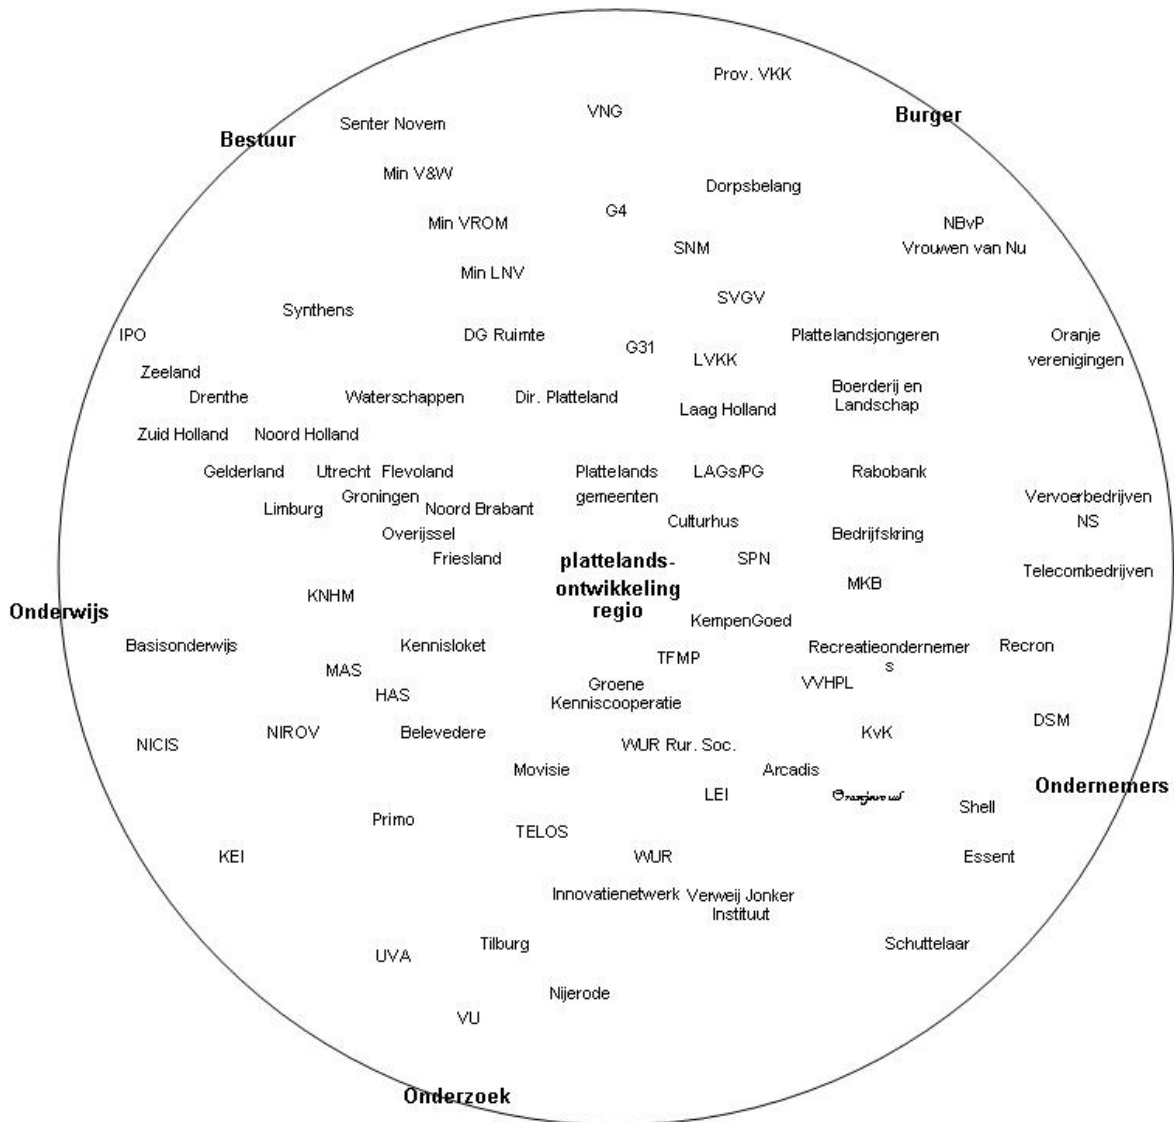 Prov. VKK
VNG
Burger
Senter Novem
Bestuur
Min V&W
Dorpsbelang
G4
Min VROM
NBvP
Vrouwen van Nu
SNM
Min LNV
SVGV
Synthens
IPO
DG Ruimte
Plattelandsjongeren
Oranje
verenigingen
G31
LVKK
Zeeland
Drenthe
Waterschappen
Dir. Platteland
Boerderij en
Landschap
Laag Holland
Zuid Holland
Noord Holland
Gelderland
Utrecht
Flevoland
Plattelands
gemeenten
LAGs/PG
Rabobank
Groningen
Vervoerbedrijven
NS
Limburg
Noord Brabant
Culturhus
Overijssel
Bedrijfskring
Friesland
plattelands-
ontwikkeling
regio
SPN
Telecombedrijven
MKB
KNHM
Onderwijs
KempenGoed
Basisonderwijs
Kennisloket
Recreatieondernemer
s
Recron
TFMP
MAS
Groene
Kenniscooperatie
VVHPL
HAS
DSM
NIROV
Belevedere
KvK
NICIS
WUR Rur. Soc.
Movisie
Arcadis
Ondernemers
LEI
Oranjewoud
Shell
Primo
TELOS
KEI
WUR
Essent
Innovatienetwerk
Verweij Jonker
Instituut
Tilburg
Schuttelaar
UVA
Nijerode
VU
Onderzoek